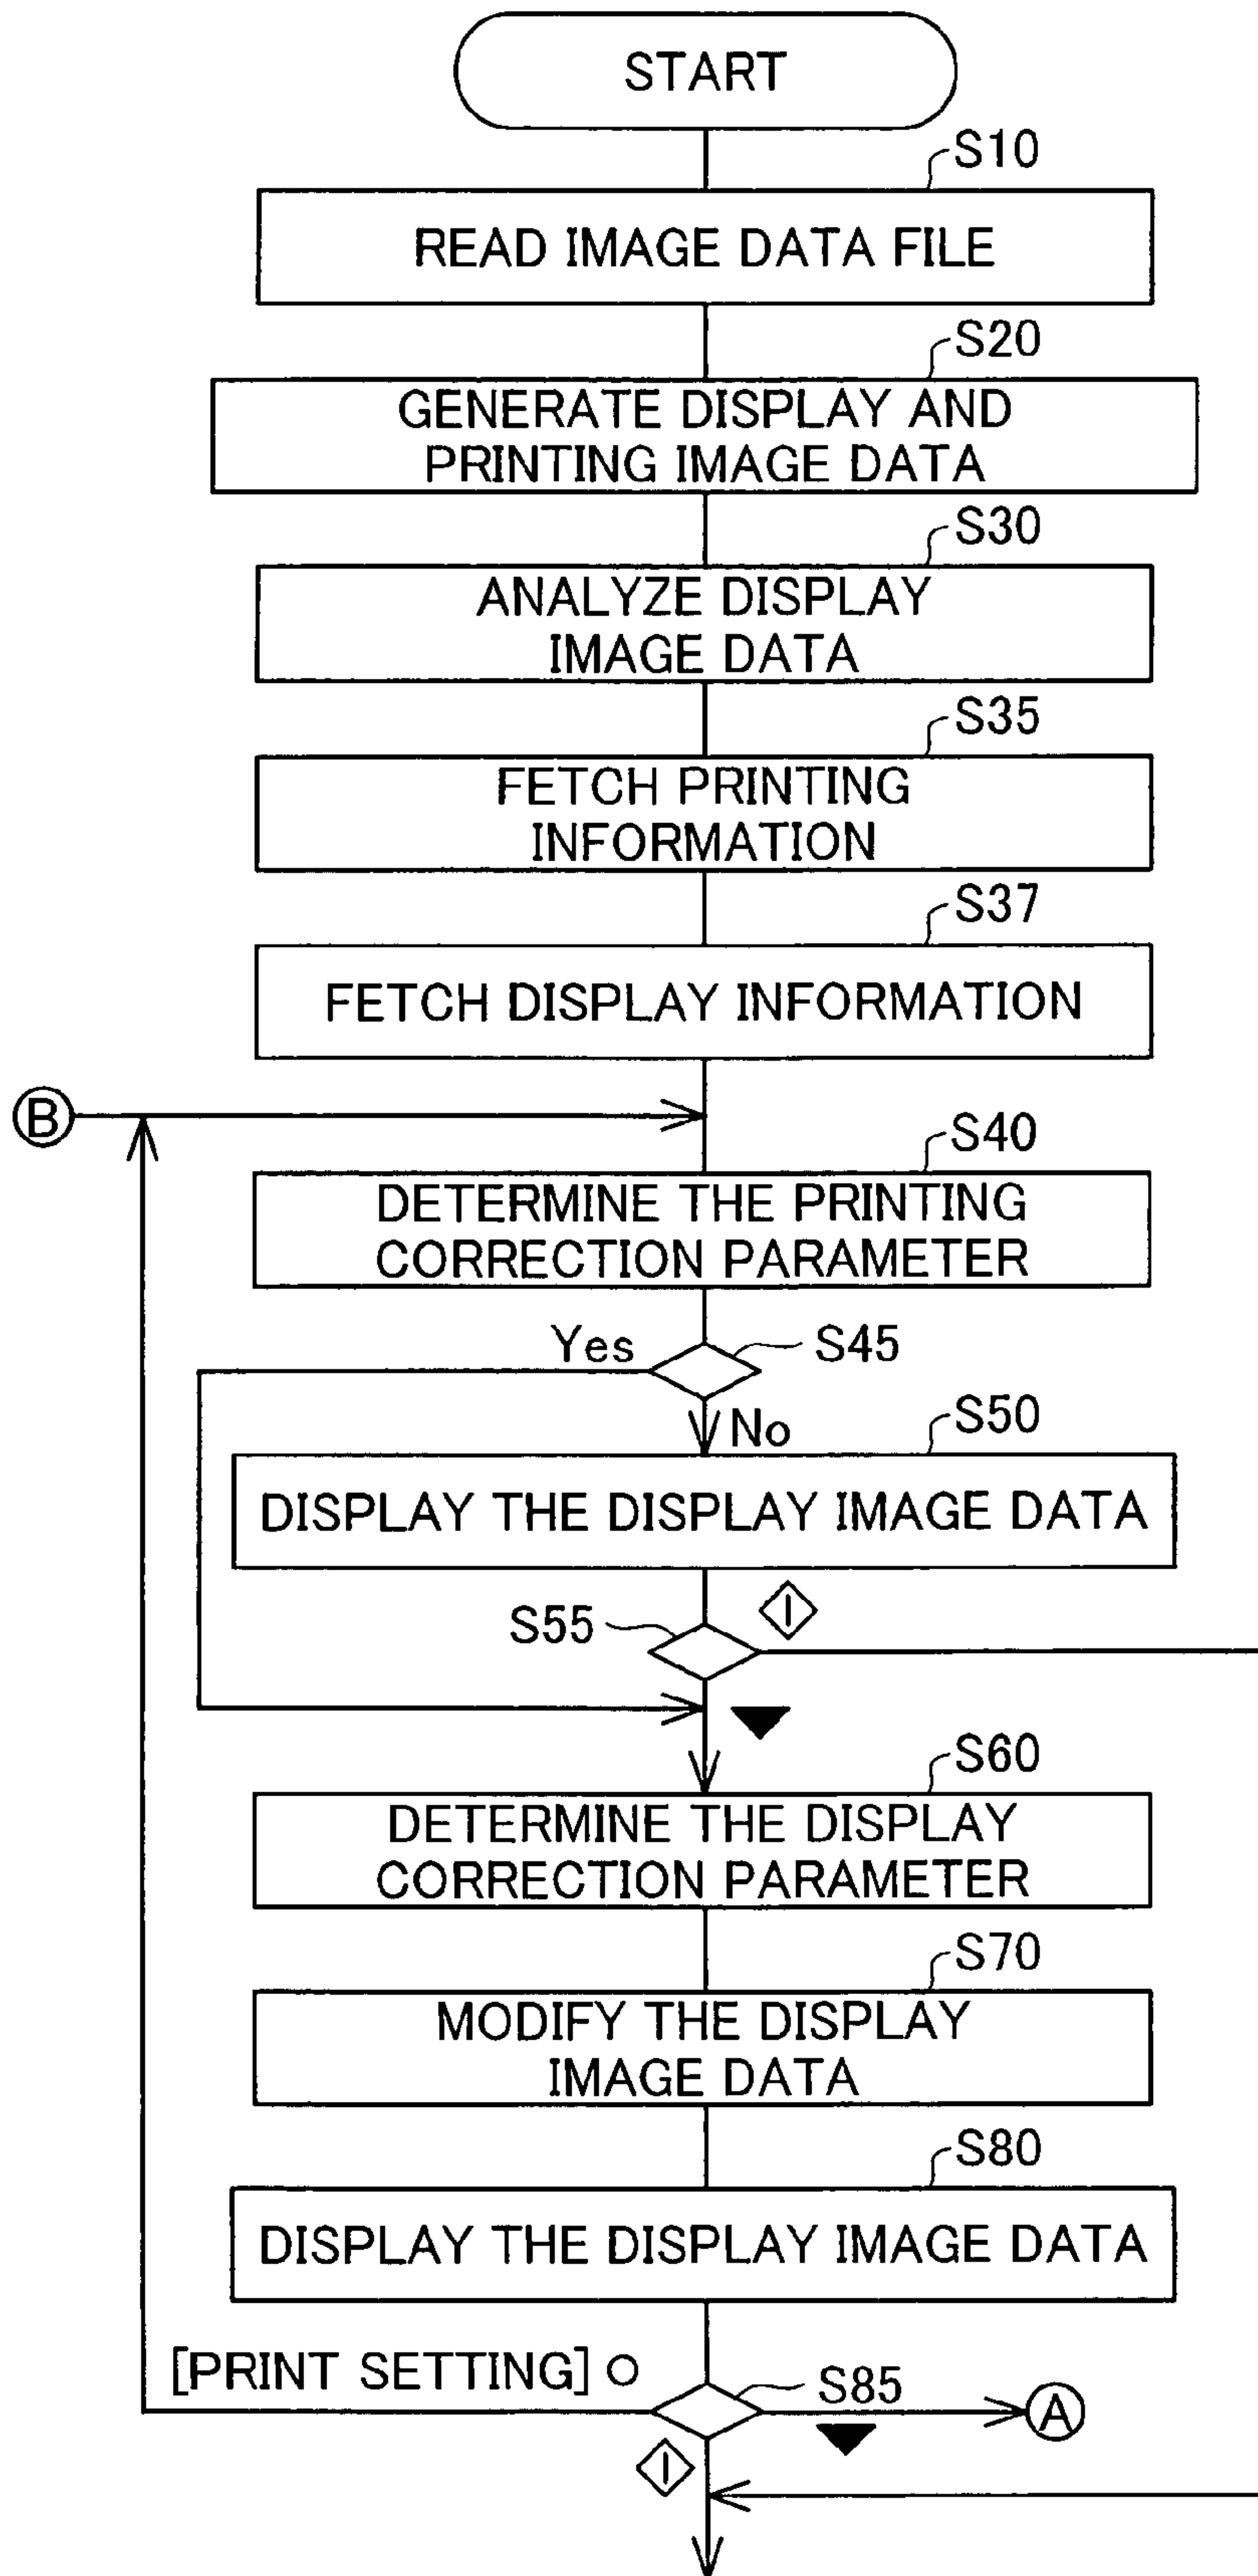 START
S10
READ IMAGE DATA FILE
S20
GENERATE DISPLAY AND
PRINTING IMAGE DATA
S30
ANALYZE DISPLAY
IMAGE DATA
S35
FETCH PRINTING
INFORMATION
S37
FETCH DISPLAY INFORMATION
B
S40
DETERMINE THE PRINTING
CORRECTION PARAMETER
Yes
S45
No
S50
DISPLAY THE DISPLAY IMAGE DATA
S55
S60
DETERMINE THE DISPLAY
CORRECTION PARAMETER
S70
MODIFY THE DISPLAY
IMAGE DATA
S80
DISPLAY THE DISPLAY IMAGE DATA
[PRINT SETTING] ○
S85
A